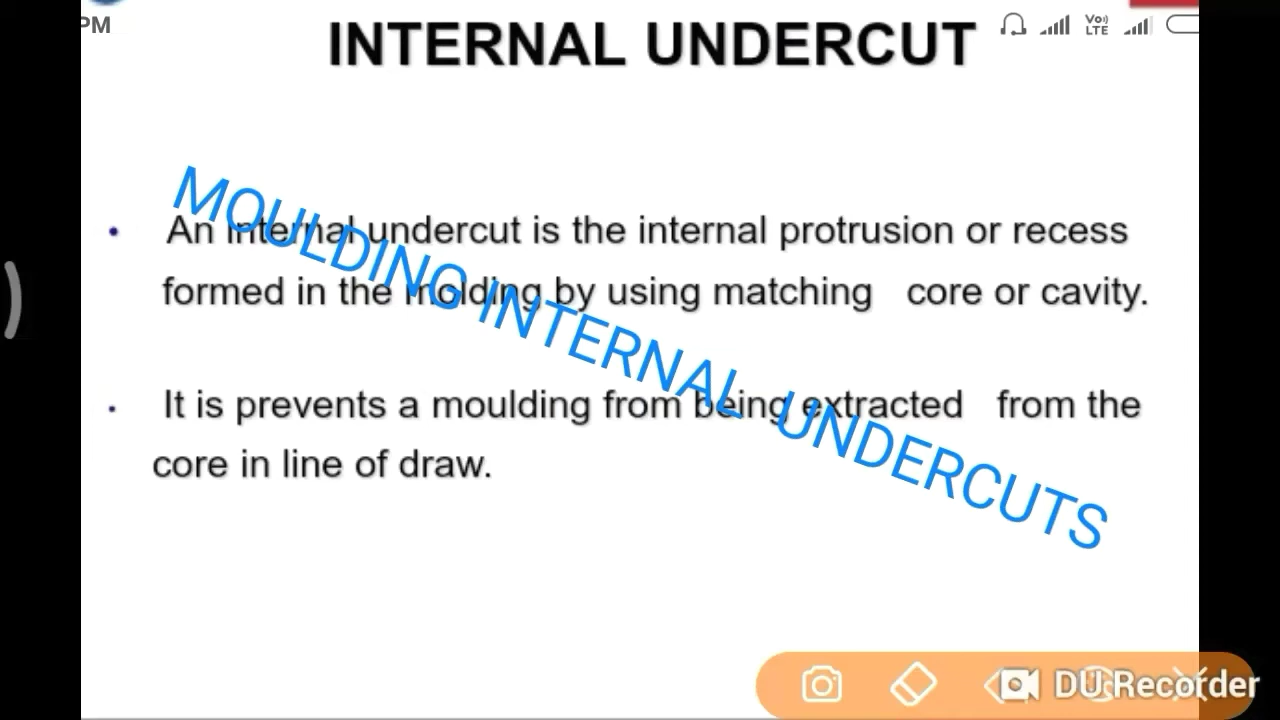 PM
Vo)) LTE
INTERNAL UNDERCUT
MOULDING INTERNAL UNDERCUTS
• An internal undercut is the internal protrusion or recess
formed in the molding by using matching core or cavity.
• It is prevents a moulding from being extracted from the
core in line of draw.
DU Recorder